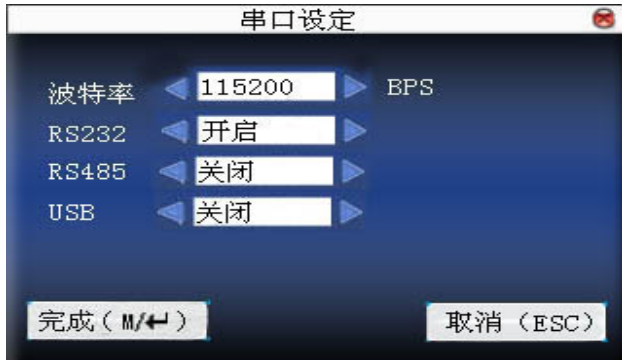 串口设定
波特率 115200 BPS
RS232 开启
RS485 关闭
USB 关闭
完成（M/↵） 取消（ESC）